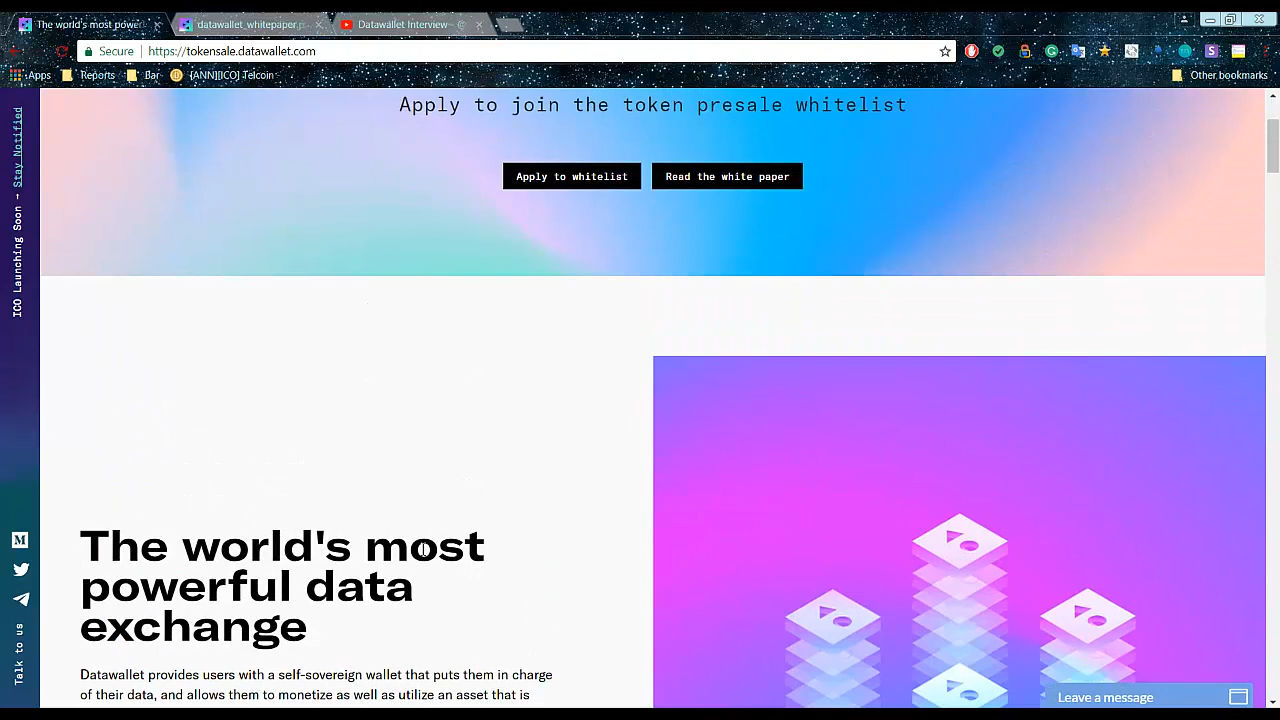 The world's most power
datawallet_whitepaper.p
Datawallet Interview -
Secure
https://tokensale.datawallet.com
Apps
Reports
Bar
[ANN][ICO] Telcoin
Other bookmarks
ICO Launching Soon - Stay Notified
Talk to us
Apply to join the token presale whitelist
Apply to whitelist
Read the white paper
The world's most
powerful data
exchange
Datawallet provides users with a self-sovereign wallet that puts them in charge
of their data, and allows them to monetize as well as utilize an asset that is
Leave a message